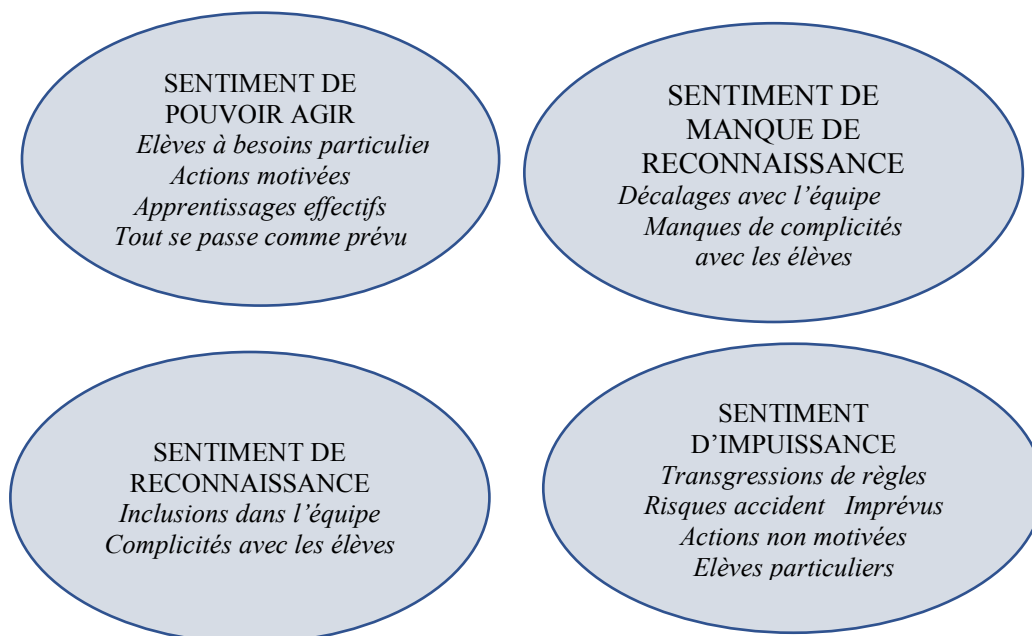 SENTIMENT DE
POUVOIR AGIR
Elèves à besoins particulier
Actions motivées
Apprentissages effectifs
Tout se passe comme prévu
SENTIMENT DE
MANQUE DE
RECONNAISSANCE
Décalages avec l’équipe
Manques de complicités
avec les élèves
SENTIMENT DE
RECONNAISSANCE
Inclusions dans l’équipe
Complicités avec les élèves
SENTIMENT
D’IMPUISSANCE
Transgressions de règles
Risques accident Imprévus
Actions non motivées
Elèves particuliers